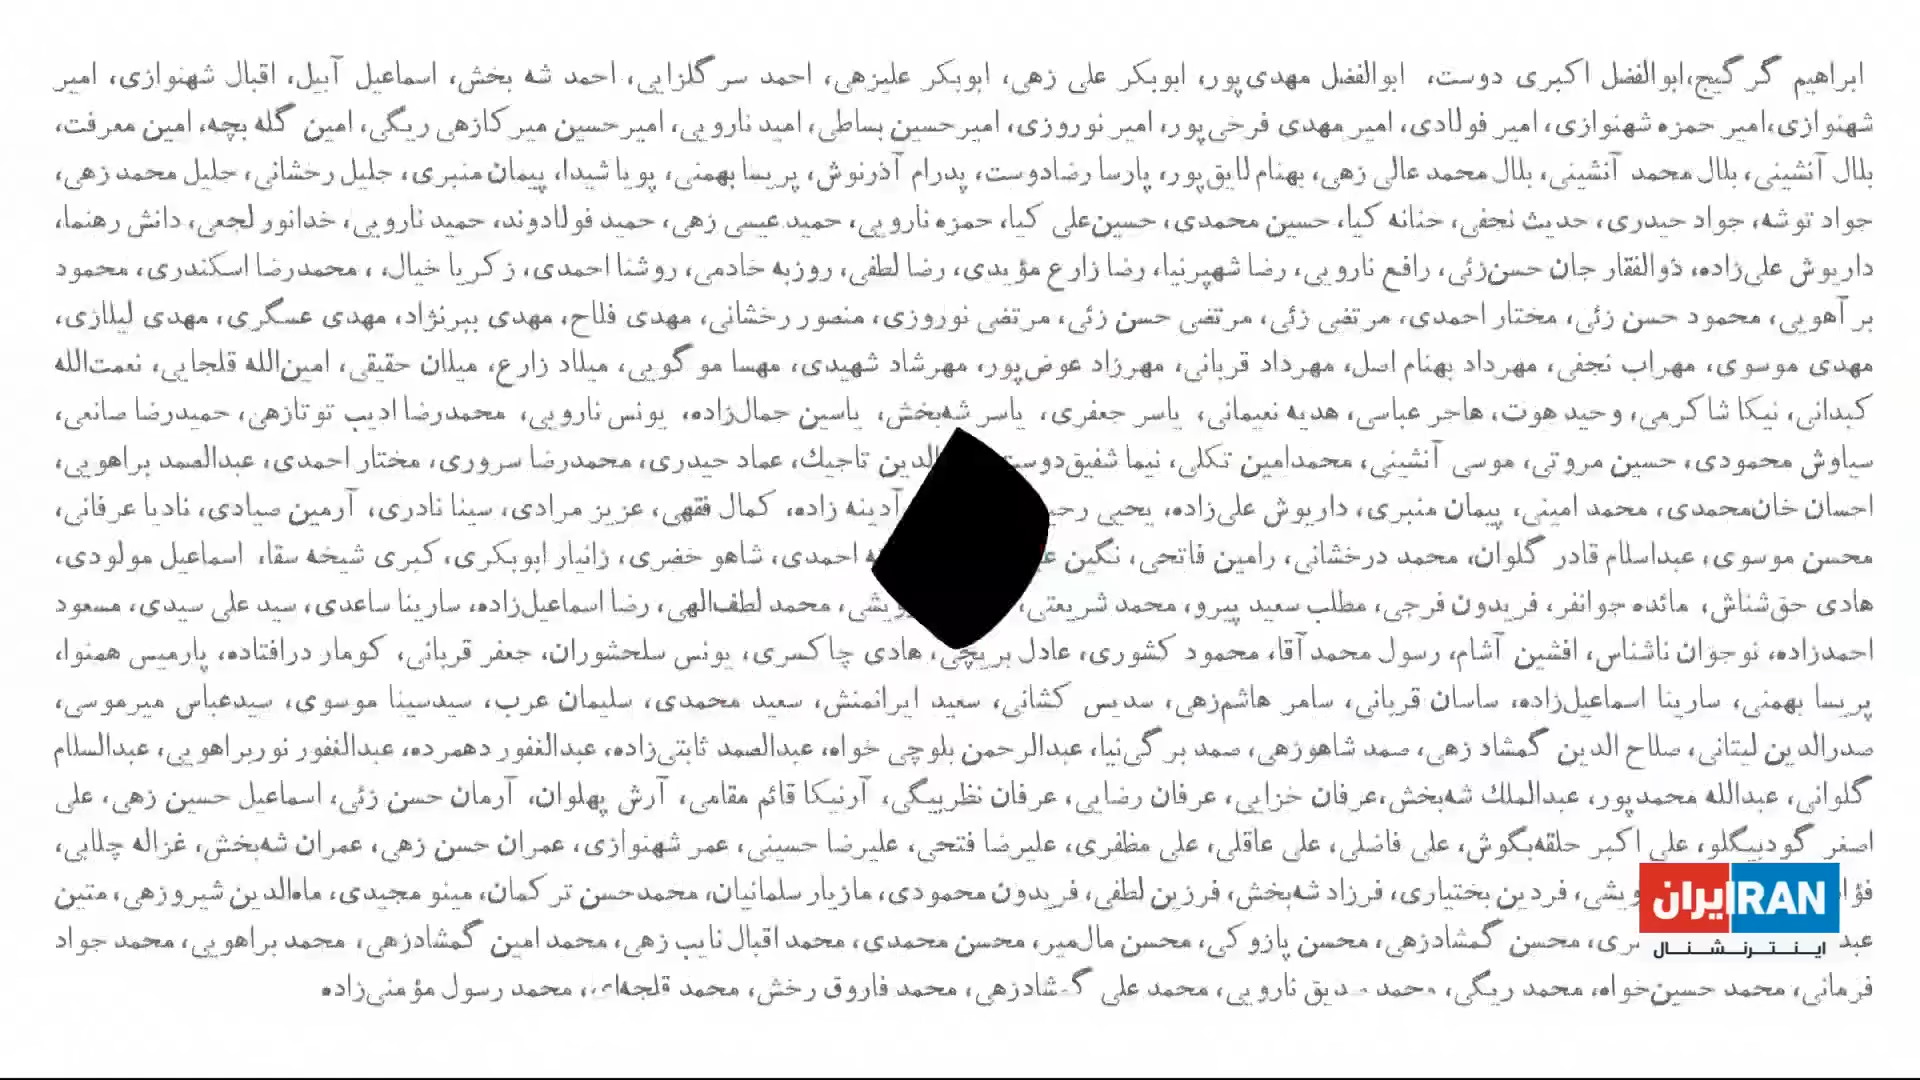 ابراهیم گرگیج،ابوالفضل اکبری دوست، ابوالفضل مهدی‌پور، ابوبکر علی زهی، ابوبکر علیزهی، احمد سرگلزایی، احمد شه بخش، اسماعیل آبیل، اقبال شهنوازی، امیر
شهنوازی،امیر حمزه شهنوازی، امیر فولادی، امیر مهدی فرخی‌پور، امیر نوروزی، امیرحسین بساطی، امید نارویی، امیرحسین میرکازهی ریگی، امین گله بچه، امین معرفت،
بلال آنشینی، بلال محمد آنشینی، بلال محمد عالی زهی، بهنام لایق‌پور، پارسا رضادوست، پدرام آذرنوش، پریسا بهمنی، پویا شیدا، پیمان منبری، جلیل رخشانی، جلیل محمد زهی،
جواد توشه، جواد حیدری، حدیث نجفی، حنانه کیا، حسین محمدی، حسین‌علی کیا، حمزه نارویی، حمید عیسی زهی، حمید فولادوند، حمید نارویی، خدانور لجعی، دانش رهنما،
داریوش علی‌زاده، ذوالفقار جان حسن‌زئی، رافع نارویی، رضا شهپرنیا، رضا زارع مؤیدی، رضا لطفی، روزبه خادمی، روشنا احمدی، زکریا خیال، ، محمدرضا اسکندری، محمود
برآهویی، محمود حسن زئی، مختار احمدی، مرتضی زئی، مرتضی حسن زئی، مرتضی نوروزی، منصور رخشانی، مهدی فلاح، مهدی ببرنژاد، مهدی عسگری، مهدی لیلازی،
مهدی موسوی، مهراب نجفی، مهرداد بهنام اصل، مهرداد قربانی، مهرزاد عوض‌پور، مهرشاد شهیدی، مهسا موگویی، میلاد زارع، میلان حقیقی، امین‌الله قلجایی، نعمت‌الله
کبدانی، نیکا شاکرمی، وحید هوت، هاجر عباسی، هدیه نعیمانی، یاسر جعفری، یاسر شه‌بخش، یاسین جمال‌زاده، یونس نارویی، محمدرضا ادیب توتازهی، حمیدرضا صانعی،
سیاوش محمودی، حسین مروتی، موسی آنشینی، محمدامین تکلی، نیما شفیق‌دوست تاجیک، عماد حیدری، محمدرضا سروری، مختار احمدی، عبدالصمد براهویی،
احسان خان‌محمدی، محمد امینی، پیمان منبری، داریوش علی‌زاده، یحیی آدینه زاده، کمال فقهی، عزیز مرادی، سینا نادری، آرمین صیادی، نادیا عرفانی،
محسن موسوی، عبداسلام قادر گلوان، محمد درخشانی، رامین فاتحی، نگین احمدی، شاهو خضری، زانیار ابوبکری، کبری شیخه سقا، اسماعیل مولودی،
هادی حق‌شناش، مائده جوانفر، فریدون فرجی، مطلب سعید پیرو، محمد شریعتی، محمد لطف‌الهی، رضا اسماعیل‌زاده، سارینا ساعدی، سید علی سیدی، مسعود
احمدزاده، نوجوان ناشناس، افشین آشام، رسول محمد آقا، محمود کشوری، عادل بریچی، هادی چاکسری، یونس سلحشوران، جعفر قربانی، کومار درافتاده، پارمیس همنوا،
پریسا بهمنی، سارینا اسماعیل‌زاده، ساسان قربانی، سامر هاشم‌زهی، سدیس کشانی، سعید ایرانمنش، سعید محمدی، سلیمان عرب، سیدسینا موسوی، سیدعباس میرموسی،
صدرالدین لیتانی، صلاح الدین گمشاد زهی، صمد شاهوزهی، صمد برگی‌نیا، عبدالرحمن بلوچی خواه، عبدالصمد ثابتی‌زاده، عبدالغفور دهمرده، عبدالغفور نوربراهویی، عبدالسلام
گلوانی، عبدالله محمدپور، عبدالملک شه‌بخش،عرفان خزایی، عرفان رضایی، عرفان نظربیگی، آرنیکا قائم مقامی، آرش پهلوان، آرمان حسن زئی، اسماعیل حسین زهی، علی
اصغر گودبیگلو، علی اکبر حلقه‌بگوش، علی فاضلی، علی عاقلی، علی مظفری، علیرضا فتحی، علیرضا حسینی، عمر شهنوازی، عمران حسن زهی، عمران شه‌بخش، غزاله چلابی،
فردین بختیاری، فرزاد شه‌بخش، فرزین لطفی، فریدون محمودی، مازیار سلمانیان، محمدحسن ترکمان، مینو مجیدی، ماه‌الدین شیروزهی، متین
محسن گمشادزهی، محسن پازوکی، محسن مال‌میر، محسن محمدی، محمد اقبال نایب زهی، محمد امین گمشادزهی، محمد براهویی، محمد جواد
فرمانی، محمد حسین‌خواه، محمد ریگی، محمد صدیق نارویی، محمد علی گمشادزهی، محمد فاروق رخش، محمد قلجه‌ای، محمد رسول مؤمنی‌زاده
ایران IRAN
اینترنشنال